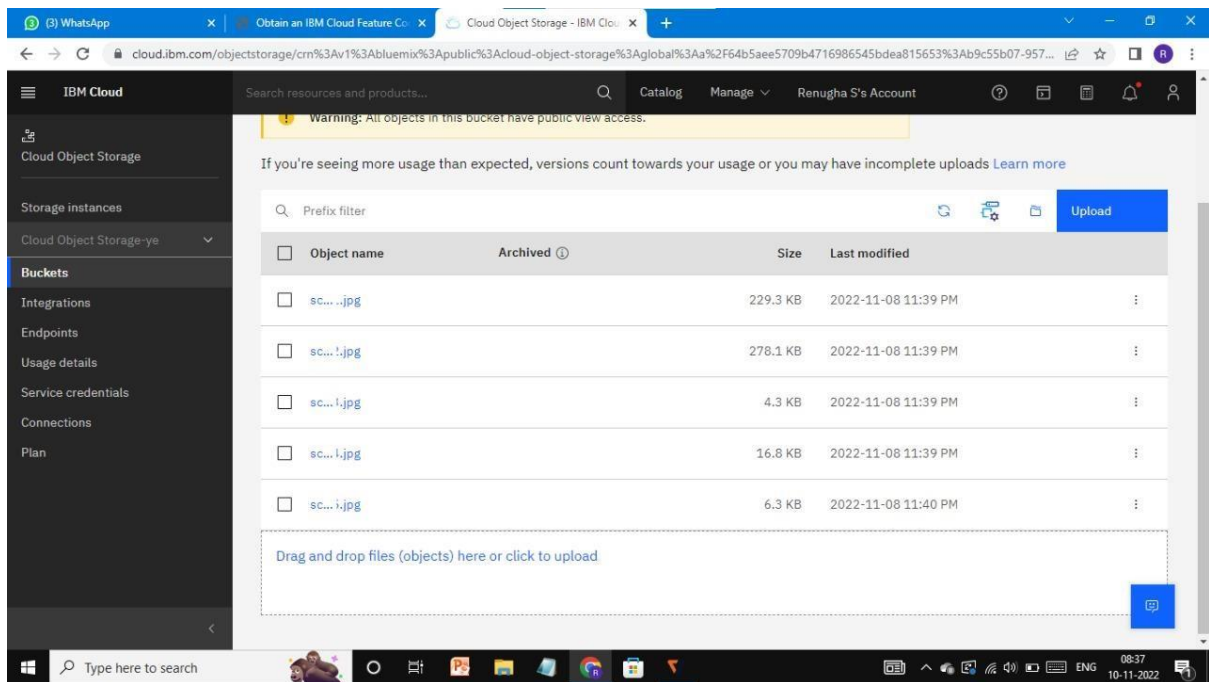 (3) WhatsApp
Obtain an IBM Cloud Feature Co
Cloud Object Storage - IBM Clou
cloud.ibm.com/objectstorage/crn%3Av1%3Abluemix%3Apublic%3Acloud-object-storage%3Aglobal%3Aa%2F64b5aee5709b4716986545bdea815653%3Ab9c55b07-957...
R
IBM Cloud
Search resources and products...
Catalog
Manage
Renugha S's Account
Cloud Object Storage
Storage instances
Cloud Object Storage-ye
Buckets
Integrations
Endpoints
Usage details
Service credentials
Connections
Plan
Warning: All objects in this bucket have public view access.
If you're seeing more usage than expected, versions count towards your usage or you may have incomplete uploads Learn more
Prefix filter
Upload
Object name Archived Size Last modified
sc... ..jpg 229.3 KB 2022-11-08 11:39 PM
278.1 KB 2022-11-08 11:39 PM
4.3 KB 2022-11-08 11:39 PM
16.8 KB 2022-11-08 11:39 PM
6.3 KB 2022-11-08 11:40 PM
Drag and drop files (objects) here or click to upload
Type here to search
ENG
08:37
10-11-2022